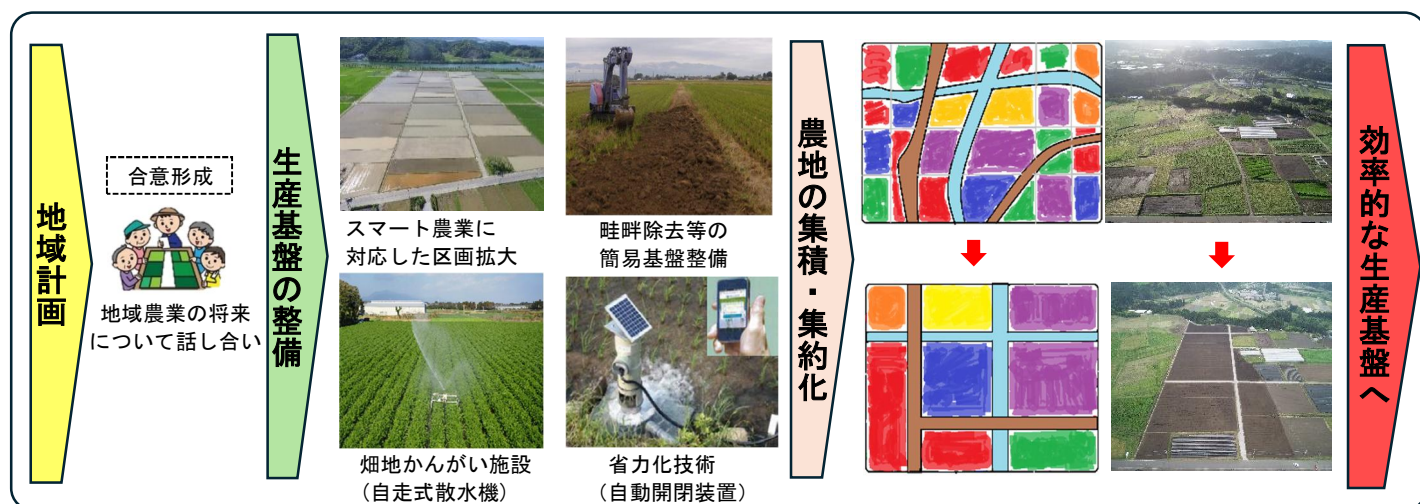 地域計画
合意形成
地域農業の将来
について話し合い
生産基盤の整備
スマート農業に
対応した区画拡大
畦畔除去等の
簡易基盤整備
畑地かんがい施設
(自走式散水機)
省力化技術
(自動開閉装置)
農地の集積・集約化
効率的な生産基盤へ